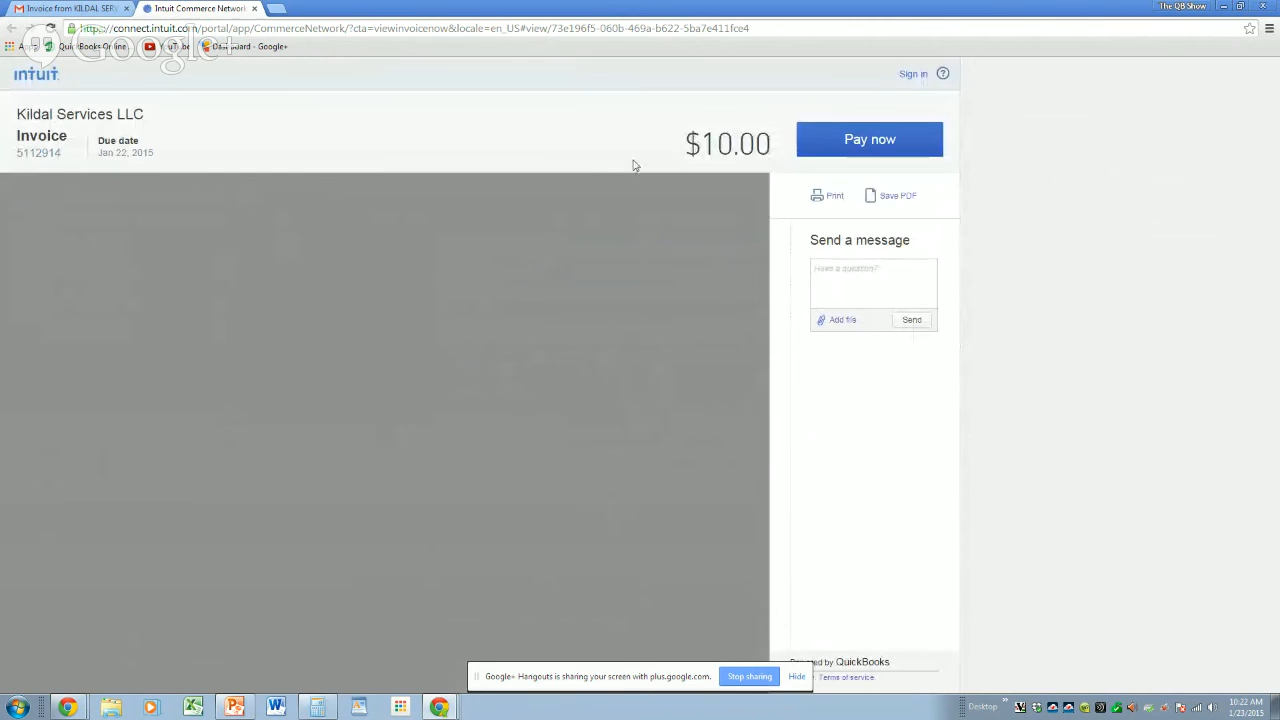 Invoice from KILDAL SER
Intuit Commerce Network
The QB Show
http://connect.intuit.com/portal/app/CommerceNetwork/?cta=viewinvoicenow&locale=en_US#view/73e196f5-060b-469a-b622-5ba7e411fce4
QuickBooks Online
YouTube
Google+
intuit
Sign in
Kildal Services LLC
Invoice
5112914
Due date
Jan 22, 2015
$10.00
Pay now
Print
Save PDF
Send a message
Have a question?
Add file
Send
by QuickBooks
Terms of service
Google+ Hangouts is sharing your screen with plus.google.com.
Stop sharing
Hide
Desktop
10:22 AM
1/23/2015